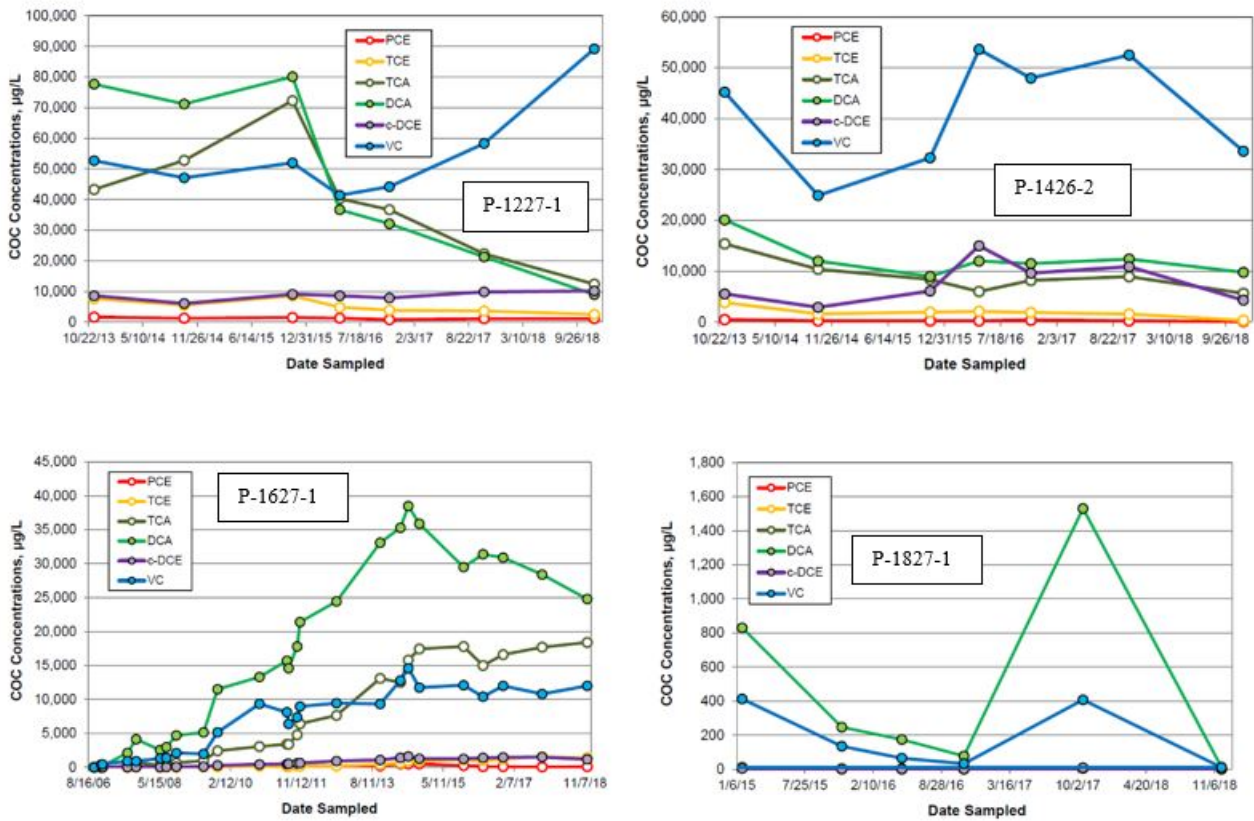 COC Concentrations, µg/L
100,000
90,000
80,000
70,000
60,000
50,000
40,000
30,000
20,000
10,000
0
PCE
TCE
TCA
DCA
c-DCE
VC
P-1227-1
10/22/13 5/10/14 11/26/14 6/14/15 12/31/15 7/18/16 2/3/17 8/22/17 3/10/18 9/26/18
Date Sampled
COC Concentrations, µg/L
60,000
50,000
40,000
30,000
20,000
10,000
0
PCE
TCE
TCA
DCA
c-DCE
VC
P-1426-2
10/22/13 5/10/14 11/26/14 6/14/15 12/31/15 7/18/16 2/3/17 8/22/17 3/10/18 9/26/18
Date Sampled
COC Concentrations, µg/L
45,000
40,000
35,000
30,000
25,000
20,000
15,000
10,000
5,000
0
PCE
TCE
TCA
DCA
c-DCE
VC
P-1627-1
8/16/06 5/15/08 2/12/10 11/12/11 8/11/13 5/11/15 2/7/17 11/7/18
Date Sampled
COC Concentrations, µg/L
1,800
1,600
1,400
1,200
1,000
800
600
400
200
0
PCE
TCE
TCA
DCA
c-DCE
VC
P-1827-1
1/6/15 7/25/15 2/10/16 8/28/16 3/16/17 10/2/17 4/20/18 11/6/18
Date Sampled